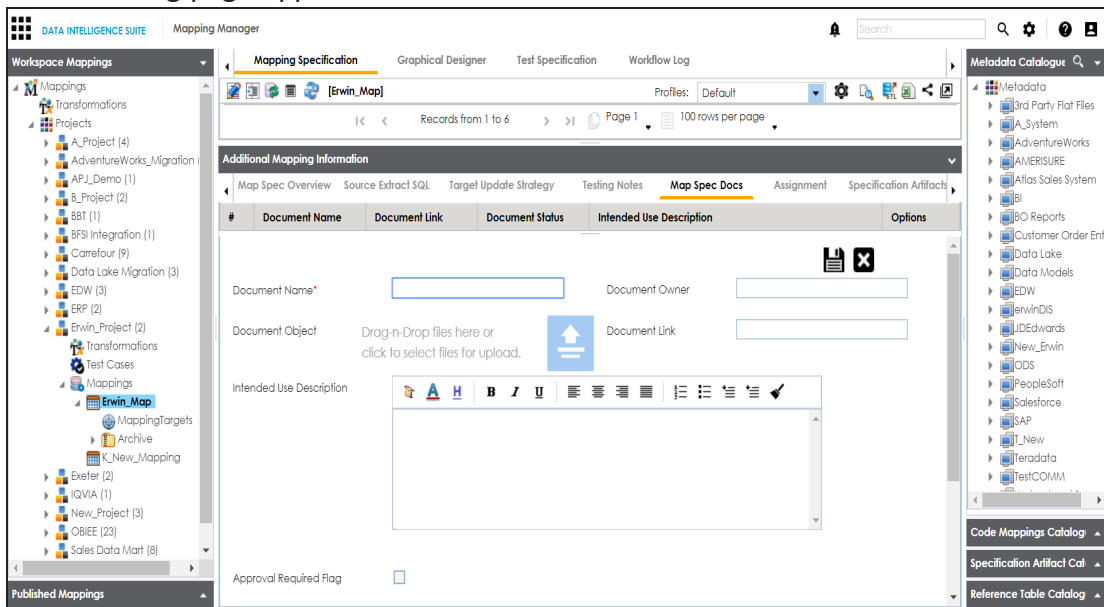 DATA INTELLIGENCE SUITE Mapping Manager Search
Workspace Mappings
Mappings
Transformations
Projects
A_Project (4)
AdventureWorks_Migration
APJ_Demo (1)
B_Project (2)
BBT (1)
BFSI Integration (1)
Carrefour (9)
Data Lake Migration (3)
EDW (3)
ERP (2)
Erwin_Project (2)
Transformations
Test Cases
Mappings
Erwin_Map
MappingTargets
Archive
K_New_Mapping
Exeter (2)
IQVIA (1)
New_Project (3)
OBIEE (23)
Sales Data Mart (8)
Published Mappings
Mapping Specification Graphical Designer Test Specification Workflow Log
[Erwin_Map] Profiles: Default ETL
Records from 1 to 6 Page 1 100 rows per page
Additional Mapping Information
Map Spec Overview Source Extract SQL Target Update Strategy Testing Notes Map Spec Docs Assignment Specification Artifacts
# Document Name Document Link Document Status Intended Use Description Options
Document Name* Document Owner
Document Object Drag-n-Drop files here or Document Link
click to select files for upload.
Intended Use Description A H B I U
Approval Required Flag
Metadata Catalogue
Metadata
3rd Party Flat Files
A_System
AdventureWorks
AMERISURE
Atlas Sales System
BI
BO Reports
Customer Order Ent
Data Lake
Data Models
EDW
erwinDIS
JDEdwards
New_Erwin
ODS
PeopleSoft
Salesforce
SAP
T_New
Teradata
TestCOMM
Code Mappings Catalog
Specification Artifact Cat
Reference Table Catalog